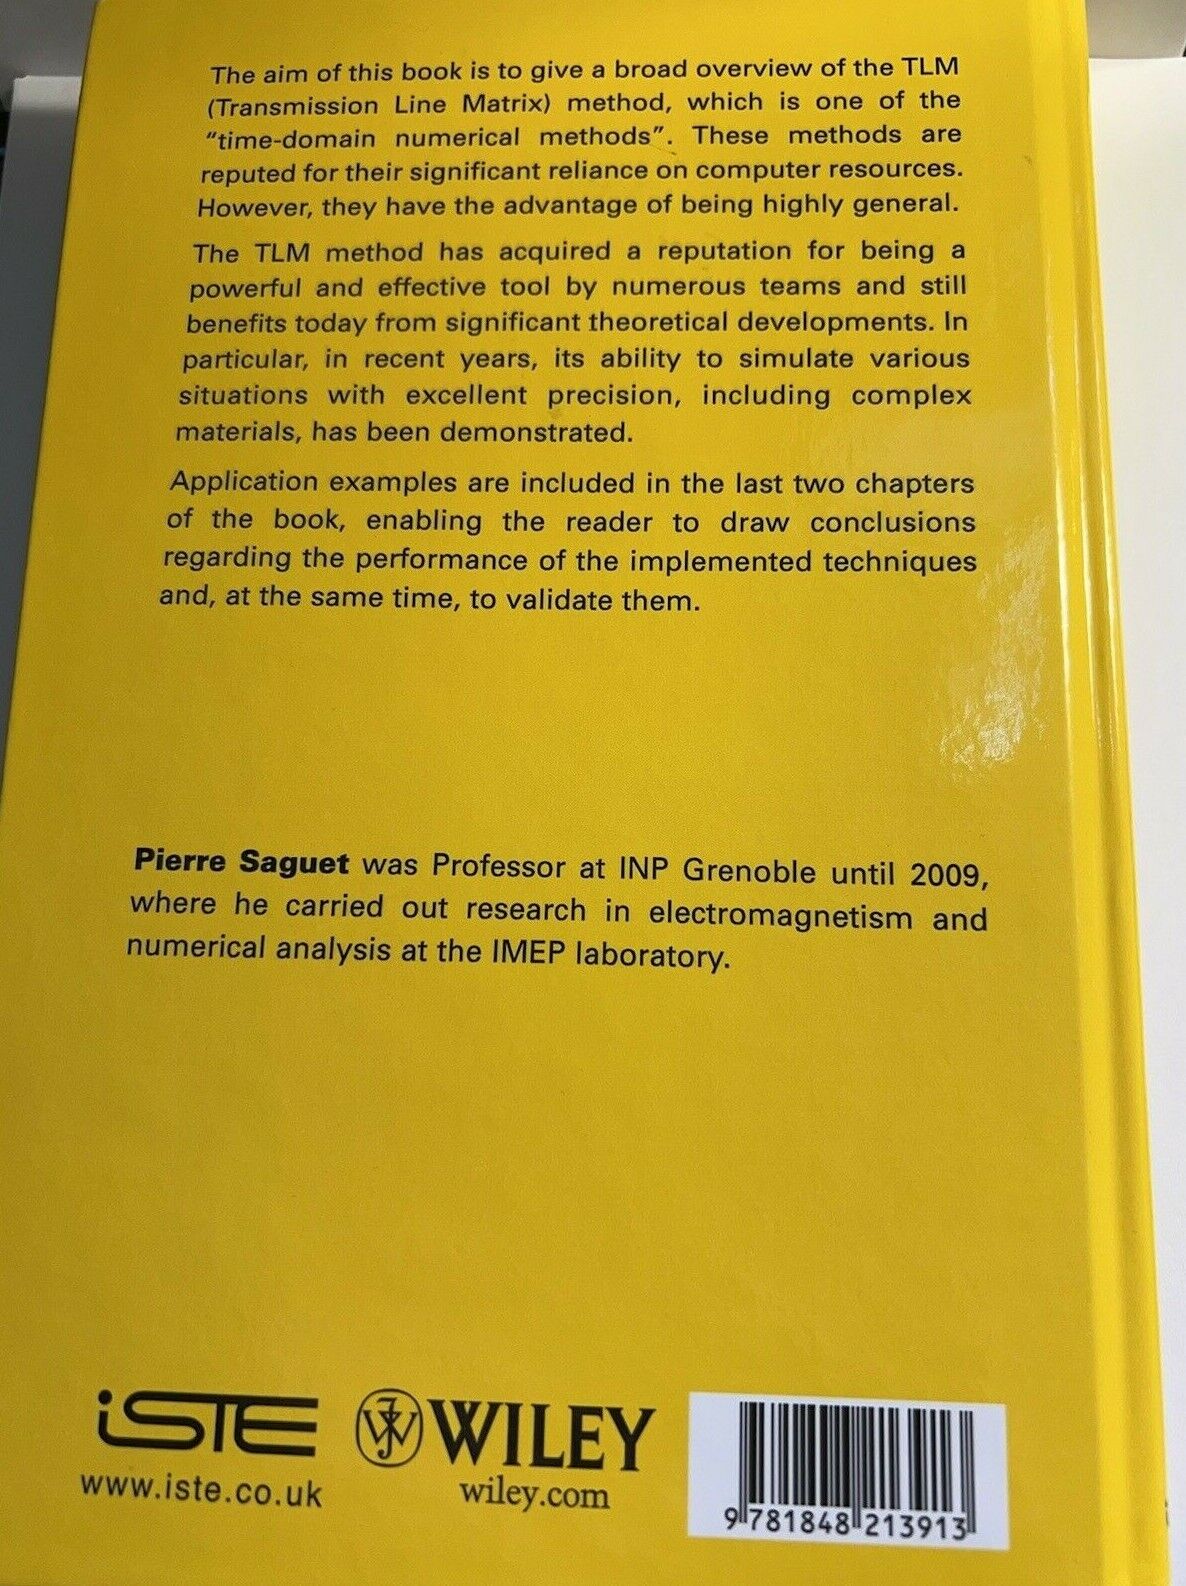 The aim of this book is to give a broad overview of the TLM
(Transmission Line Matrix) method, which is one of the
"time-domain numerical methods". These methods are
reputed for their significant reliance on computer resources.
However, they have the advantage of being highly general.
The TLM method has acquired a reputation for being a
powerful and effective tool by numerous teams and still
benefits today from significant theoretical developments. In
particular, in recent years, its ability to simulate various
situations with excellent precision, including complex
materials, has been demonstrated.
Application examples are included in the last two chapters
of the book, enabling the reader to draw conclusions
regarding the performance of the implemented techniques
and, at the same time, to validate them.
Pierre Saguet was Professor at INP Grenoble until 2009,
where he carried out research in electromagnetism and
numerical analysis at the IMEP laboratory.
iSTE
www.iste.co.uk
WILEY
wiley.com
9 781848 213913